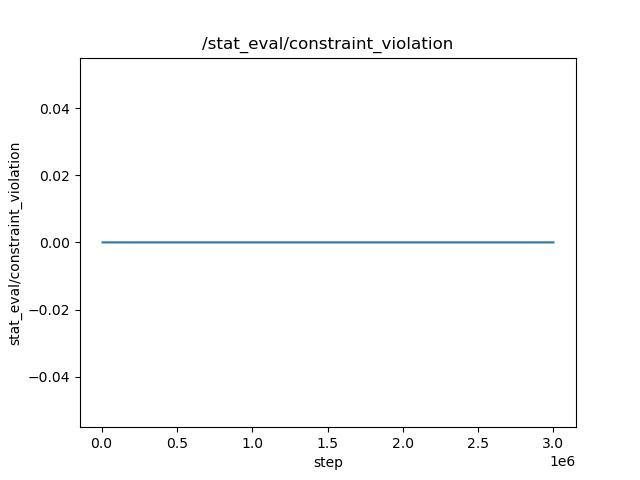 /stat_eval/constraint_violation
stat_eval/constraint_violation
0.04
0.02
0.00
−0.02
−0.04
0.0 0.5 1.0 1.5 2.0 2.5 3.0
1e6
step